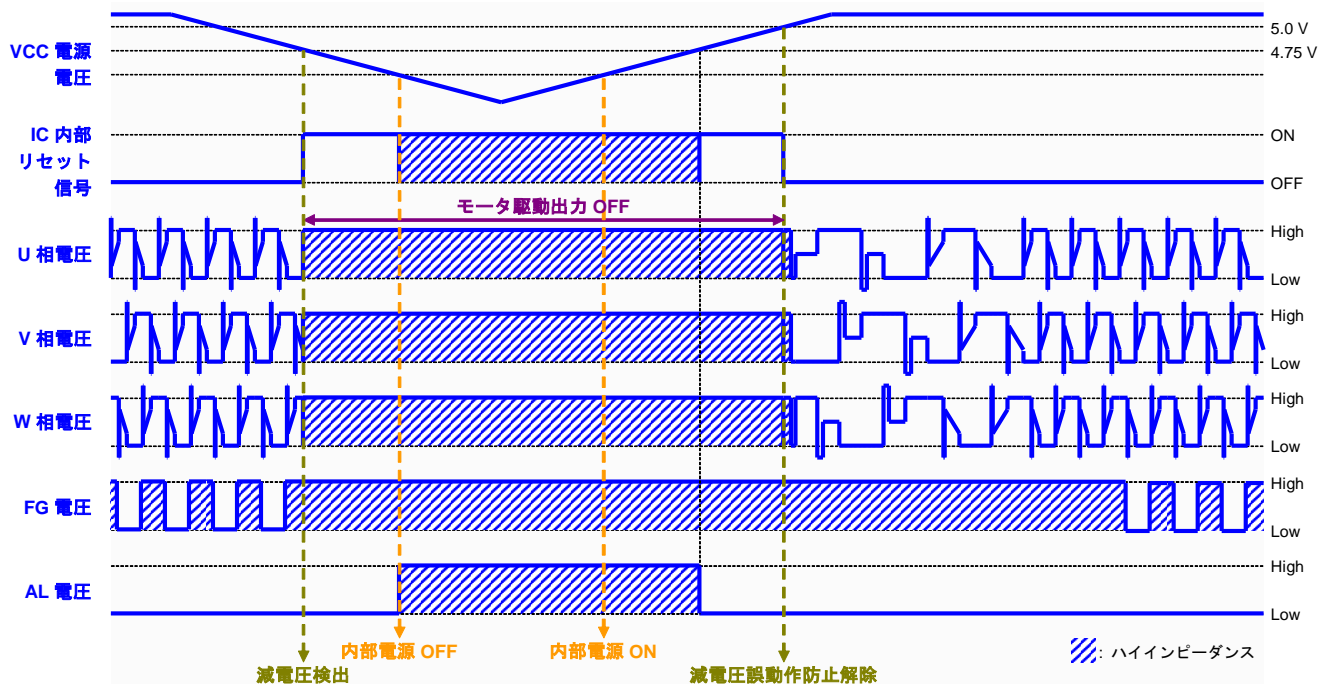 5.0 V
VCC 電源
電圧
4.75 V
IC 内部
リセット
信号
ON
OFF
モータ駆動出力 OFF
U 相電圧
High
Low
V 相電圧
High
Low
W 相電圧
High
Low
FG 電圧
High
Low
AL 電圧
High
Low
内部電源 OFF
内部電源 ON
: ハイインピーダンス
減電圧検出
減電圧誤動作防止解除